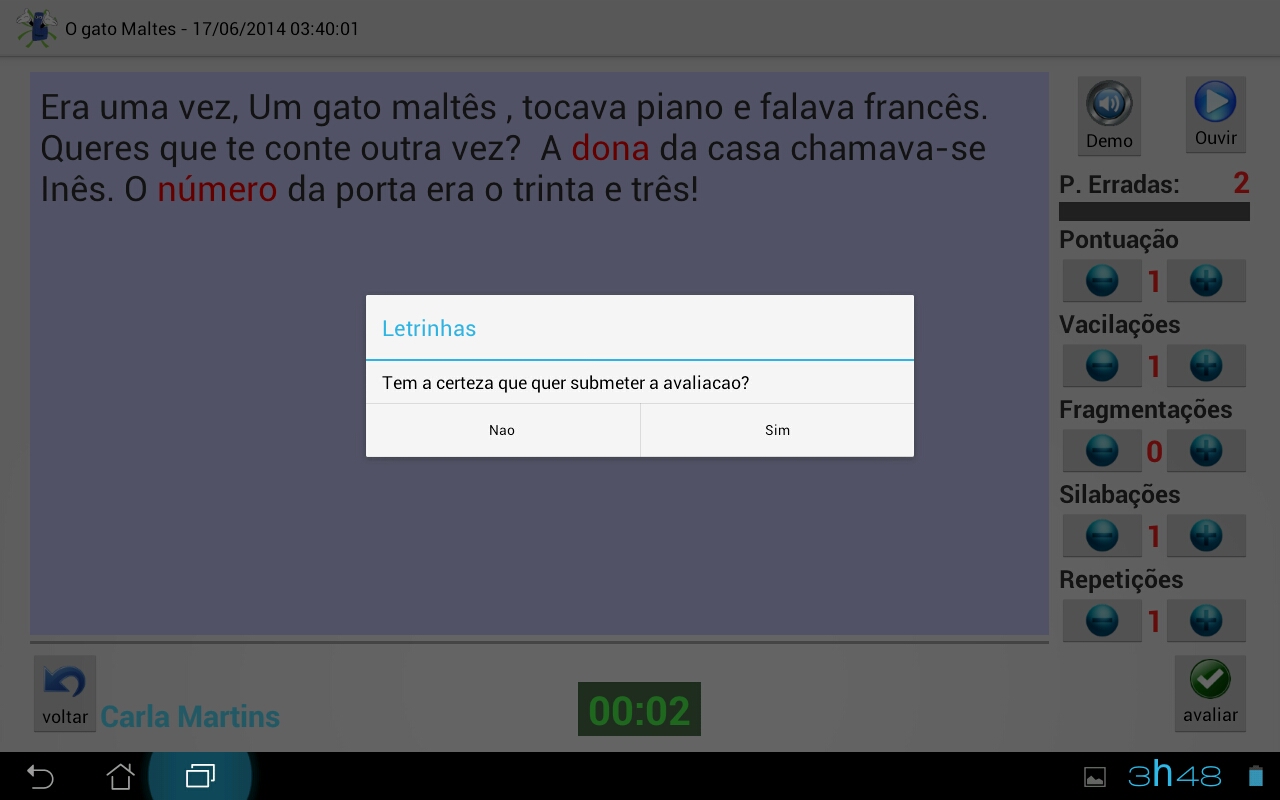 O gato Maltes - 17/06/2014 03:40:01
Era uma vez, Um gato maltês , tocava piano e falava francês.
Queres que te conte outra vez?  A dona da casa chamava-se
Inês. O número da porta era o trinta e três!
Demo
Ouvir
P. Erradas: 2
Pontuação
1
Vacilações
1
Fragmentações
0
Silabações
1
Repetições
1
Letrinhas
Tem a certeza que quer submeter a avaliacao?
Nao
Sim
voltar
Carla Martins
00:02
avaliar
3h48